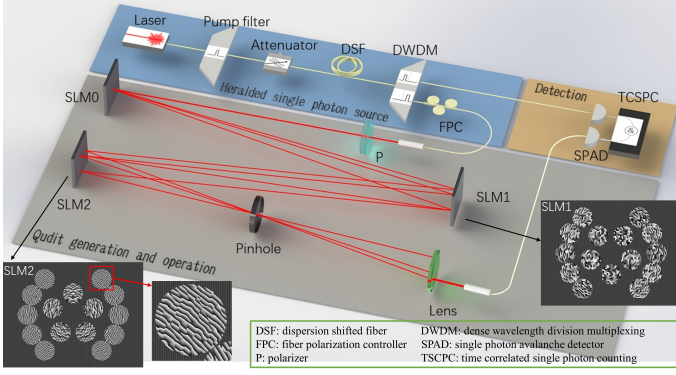 Laser
Pump filter
Attenuator
DSF
DWDM
Detection
TCSPC
SLM0
Heralded single photon source
FPC
P
SPAD
SLM2
SLM1
Pinhole
Qudit generation and operation
SLM1
SLM2
Lens
DSF: dispersion shifted fiber
DWDM: dense wavelength division multiplexing
FPC: fiber polarization controller
SPAD: single photon avalanche detector
P: polarizer
TSCPC: time correlated single photon counting